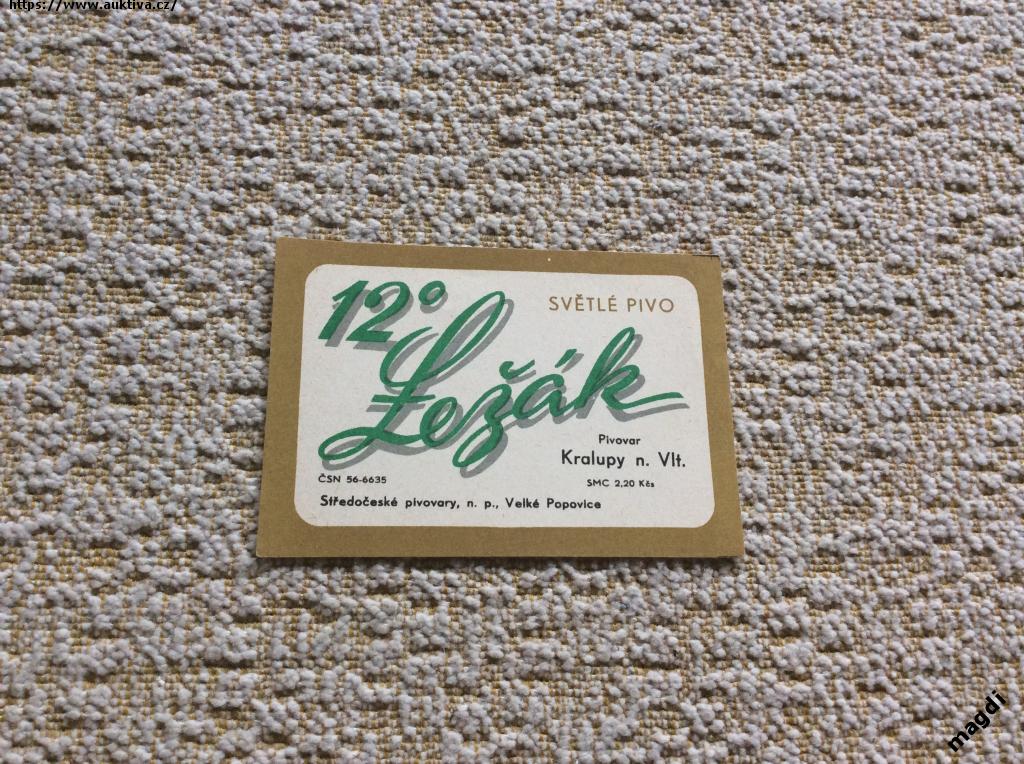 https://www.auktiva.cz/
12°
Ležák
SVĚTLÉ PIVO
Pivovar
Kralupy n. Vlt.
SMC 2,20 Kčs
ČSN 56-6635
Středočeské pivovary, n. p., Velké Popovice
magdi